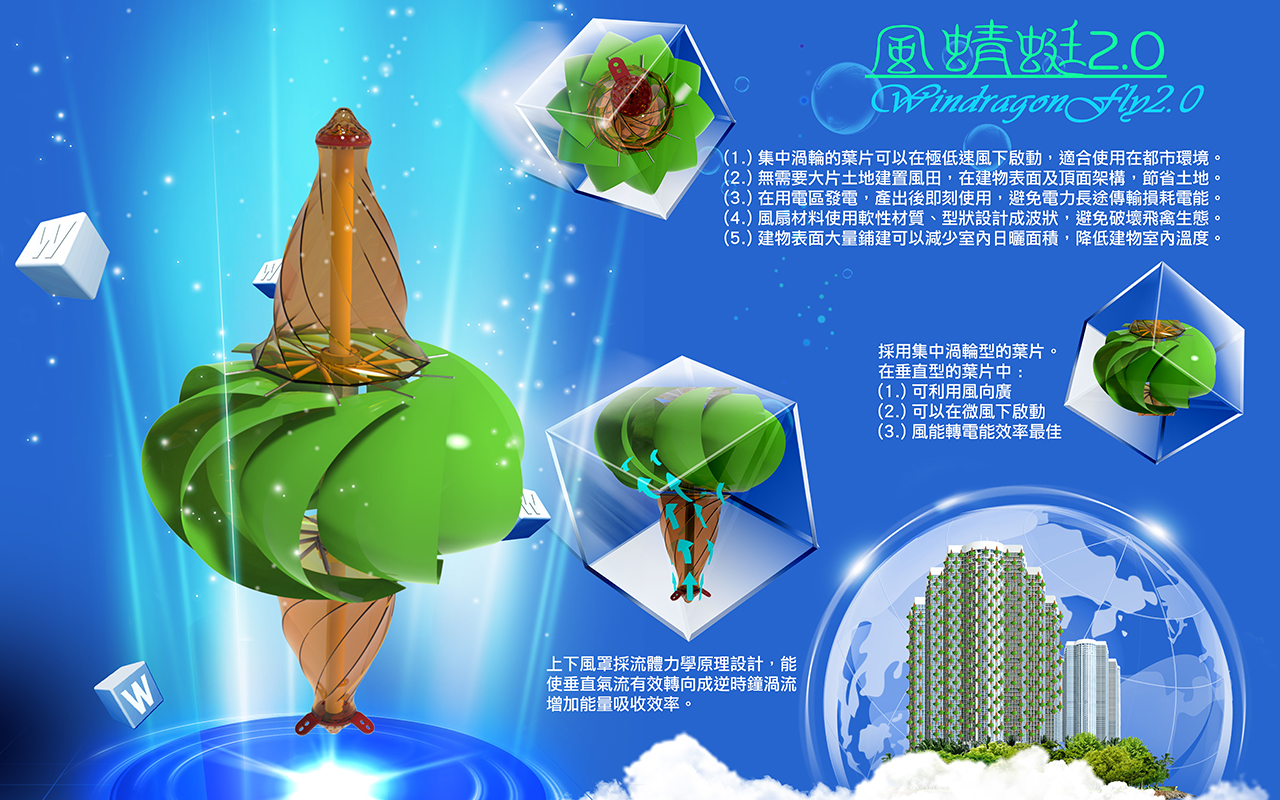 風蜻蜓2.0
WindragonFly2.0
(1.) 集中渦輪的葉片可以在極低速風下啟動，適合使用在都市環境。
(2.) 無需要大片土地建置風田，在建物表面及頂面架構，節省土地。
(3.) 在用電區發電，產出後即刻使用，避免電力長途傳輸損耗電能。
(4.) 風扇材料使用軟性材質、型狀設計成波狀，避免破壞飛禽生態。
(5.) 建物表面大量鋪建可以減少室內日曬面積，降低建物室內溫度。
採用集中渦輪型的葉片。
在垂直型的葉片中：
(1.) 可利用風向廣
(2.) 可以在微風下啟動
(3.) 風能轉電能效率最佳
上下風罩採流體力學原理設計，能
使垂直氣流有效轉向成逆時鐘渦流
增加能量吸收效率。
W
W
W
W